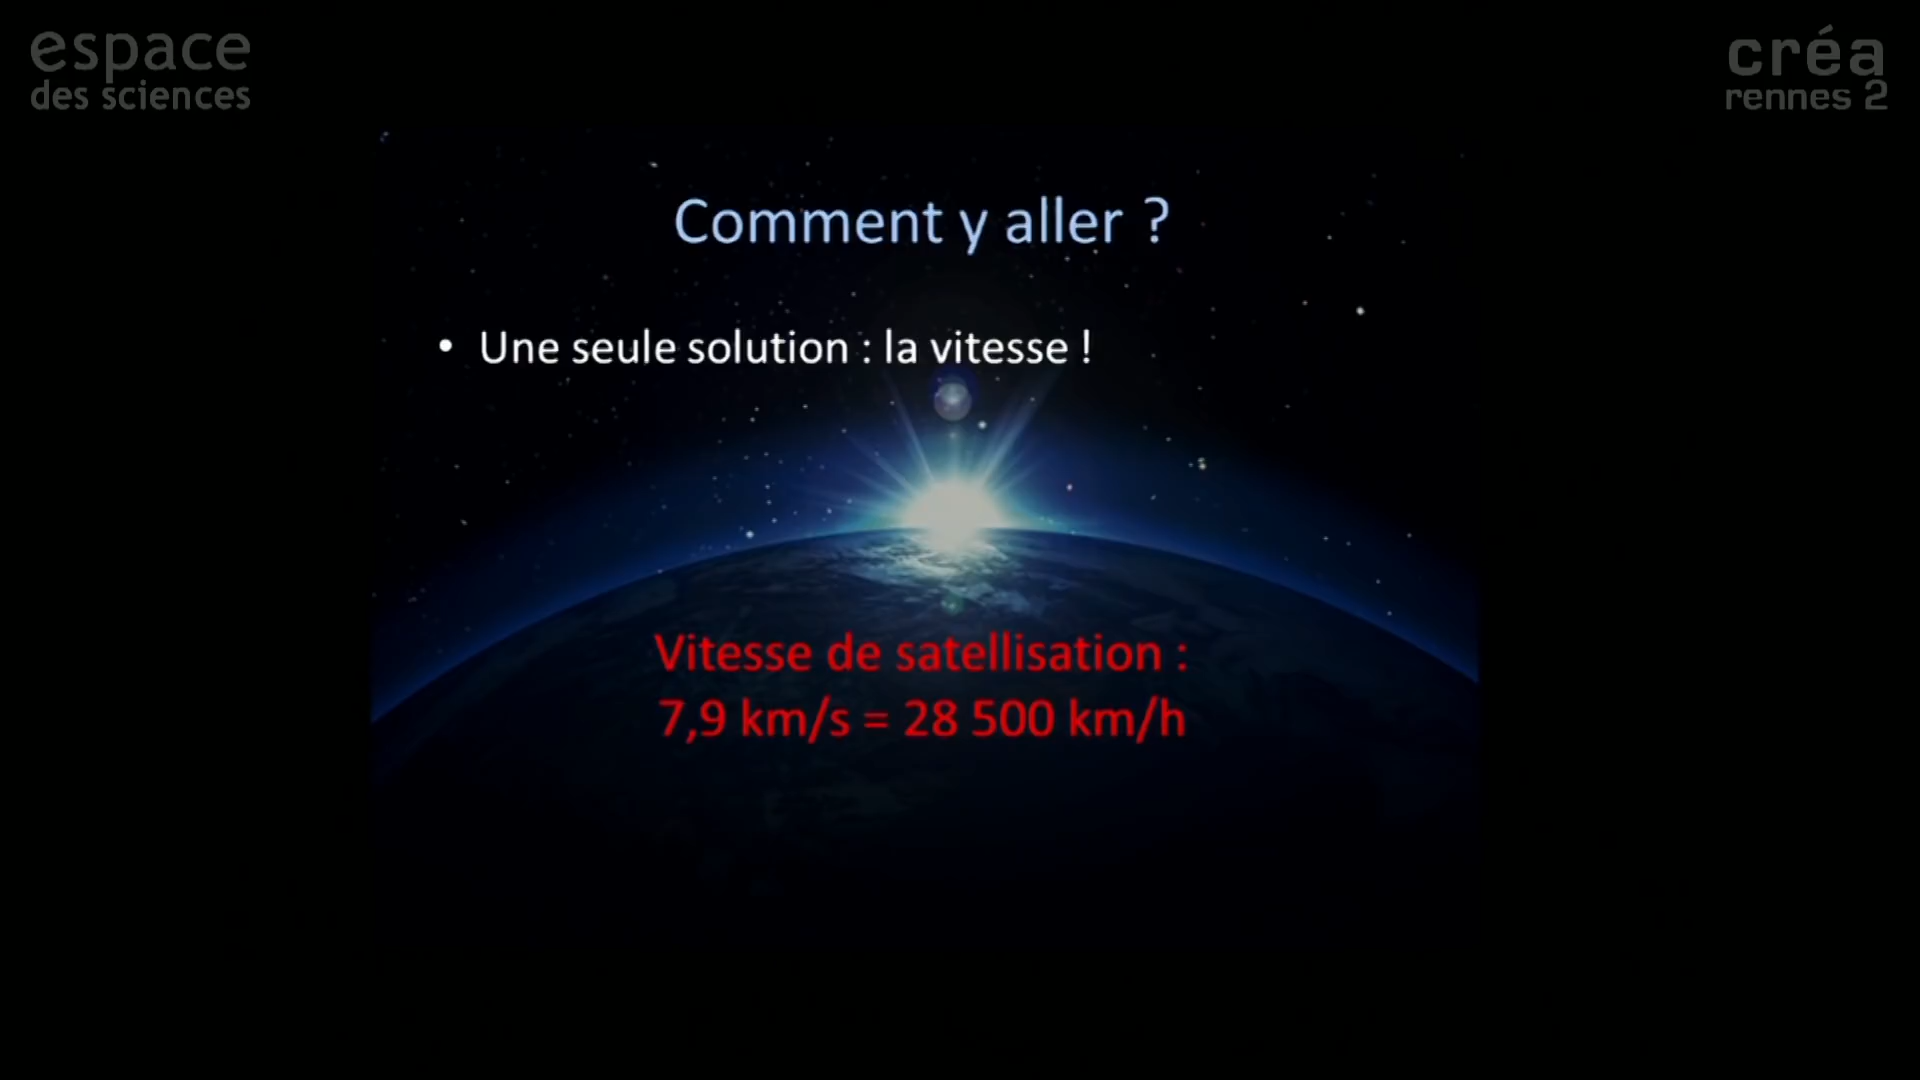 espace
des sciences
créa
rennes 2
Comment y aller ?
• Une seule solution : la vitesse !
Vitesse de satellisation :
7,9 km/s = 28 500 km/h